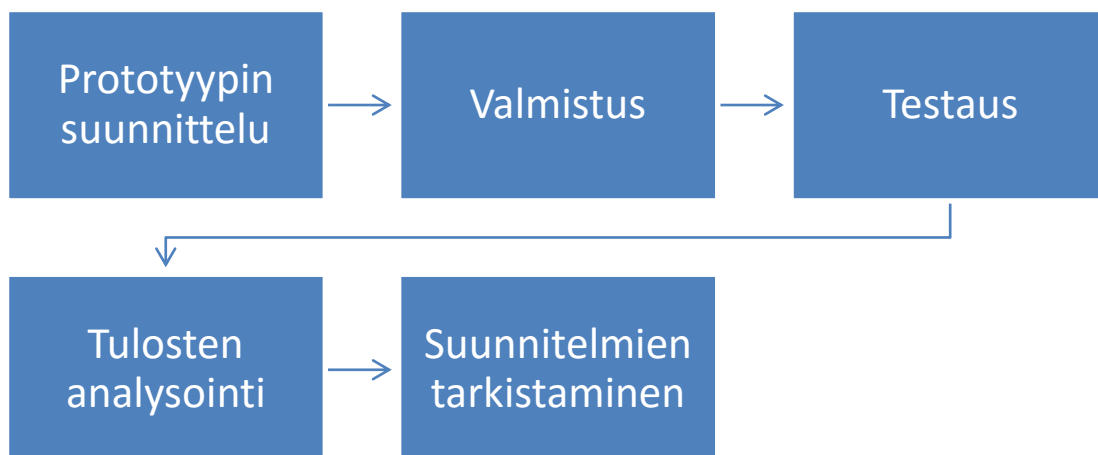 Prototyypin
suunnittelu
Valmistus
Testaus
Tulosten
analysointi
Suunnitelmien
tarkistaminen